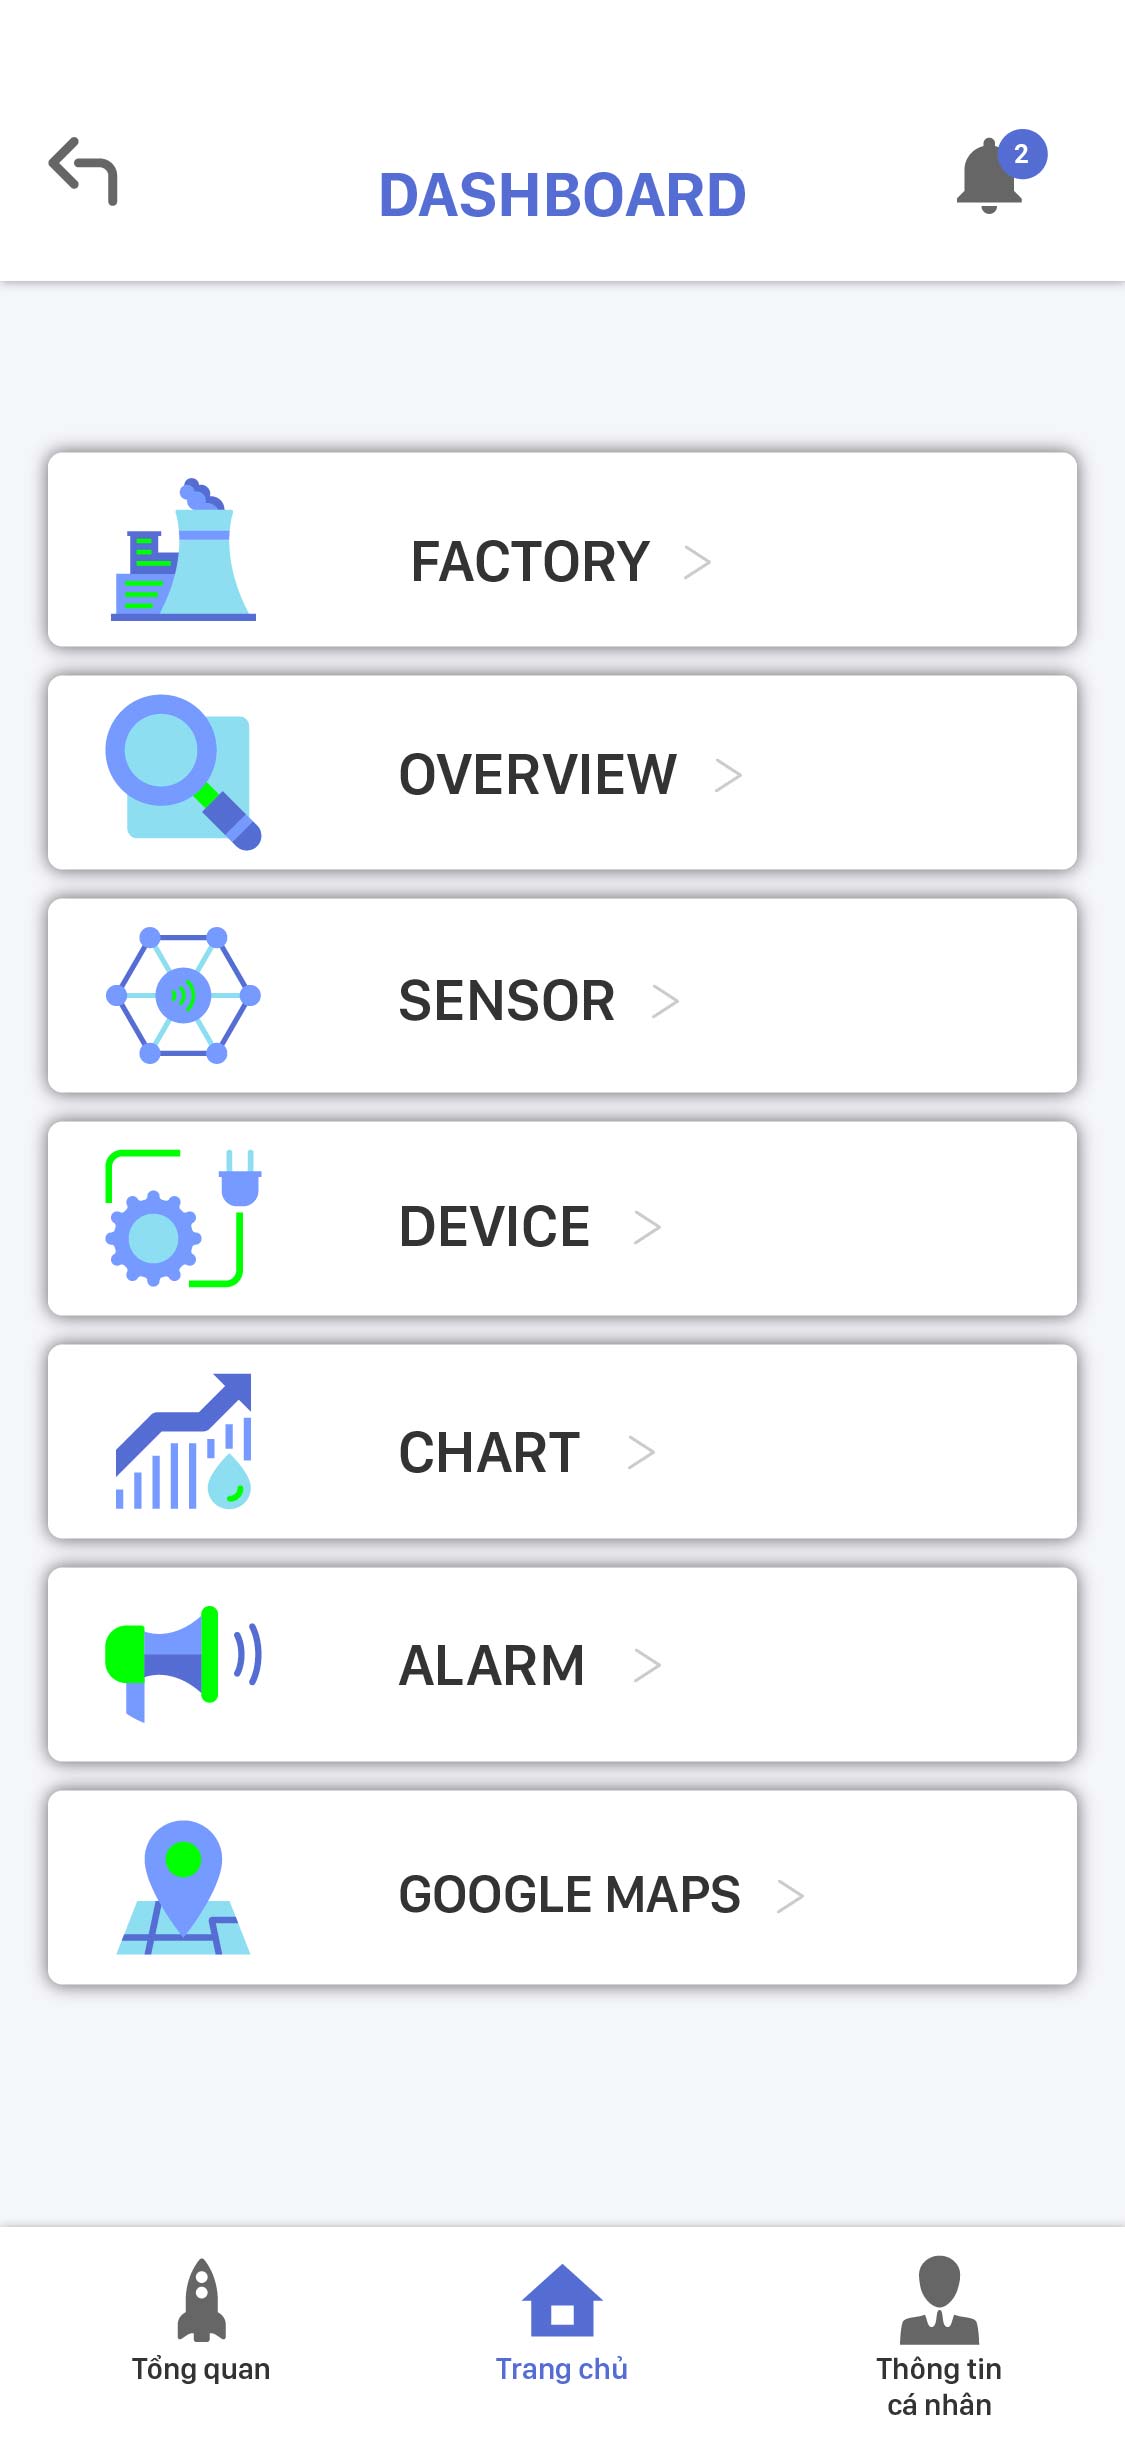 2
DASHBOARD
FACTORY
OVERVIEW
SENSOR
DEVICE
CHART
ALARM
GOOGLE MAPS
Tổng quan
Trang chủ
Thông tin
cá nhân